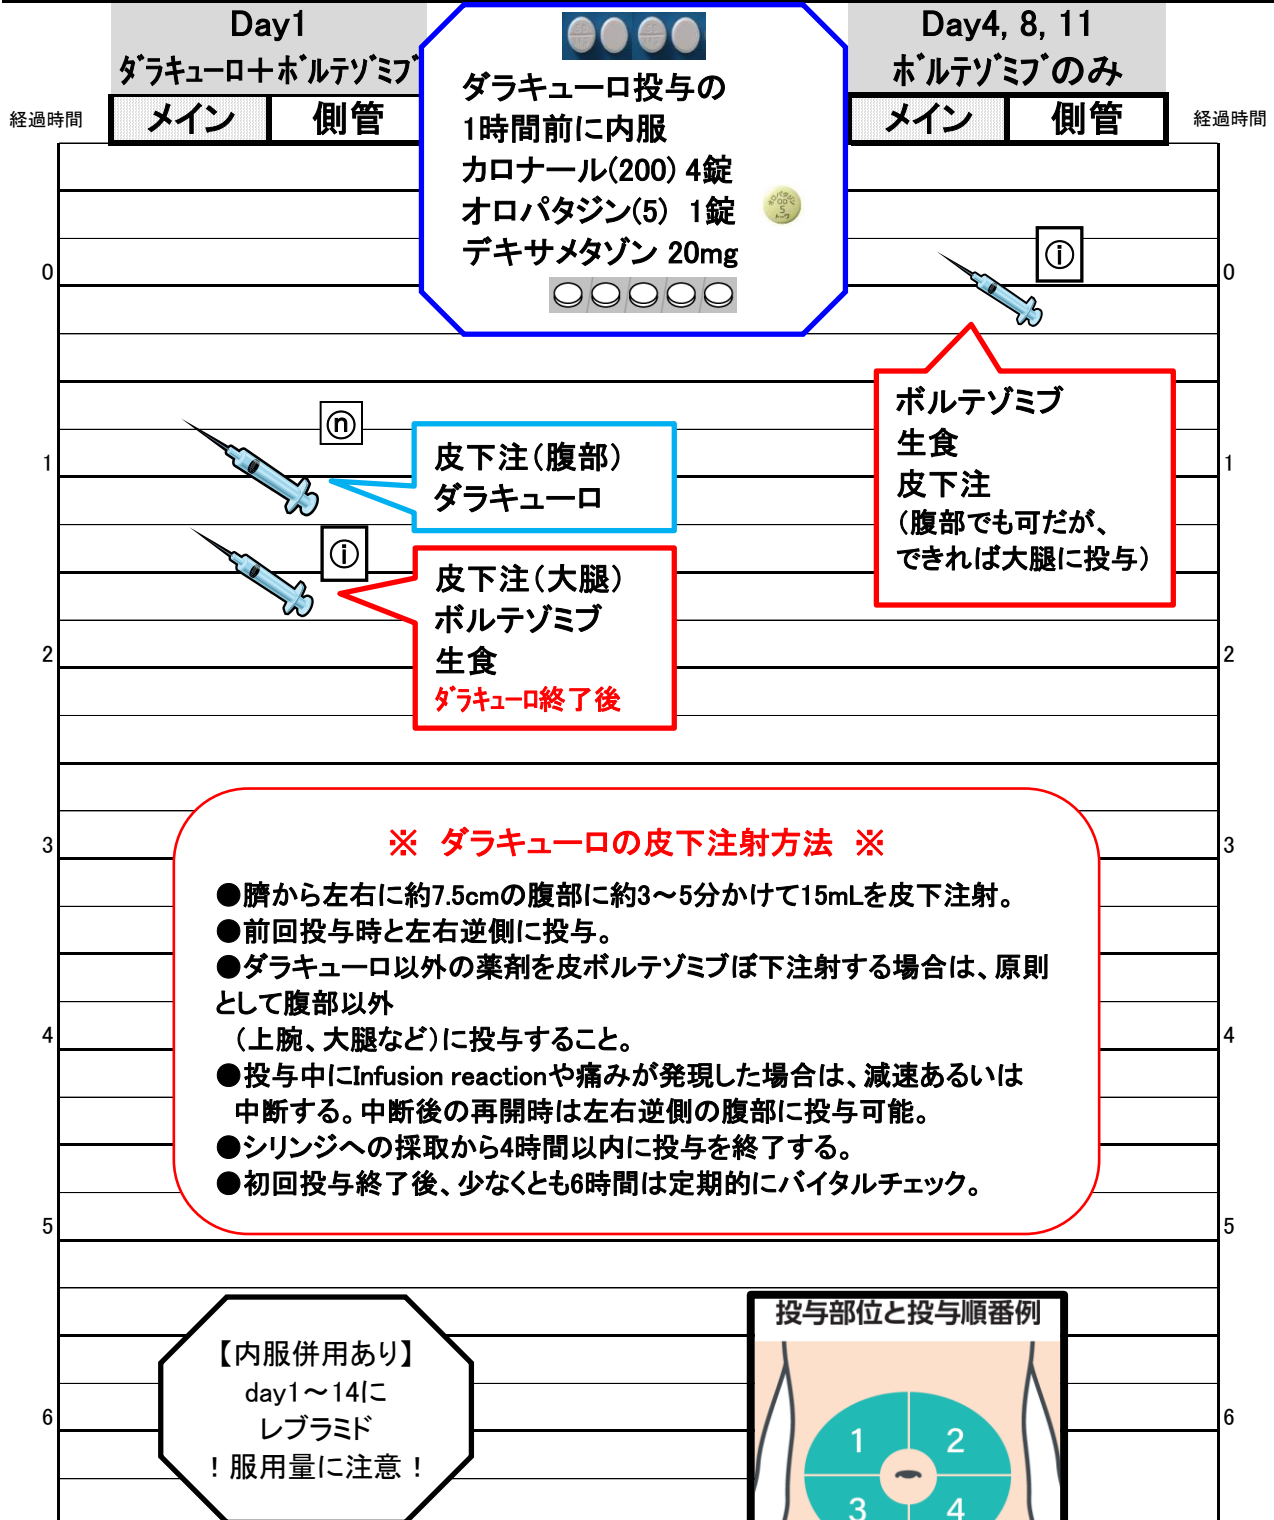 Day1
ダラキューロ＋ボルテゾミブ
メイン
側管
経過時間
ダラキューロ投与の
1時間前に内服
カロナール(200) 4錠
オロパタジン(5) 1錠
デキサメタゾン 20mg
オロパタジン
OD
5
トーワ
Day4, 8, 11
ボルテゾミブのみ
メイン
側管
経過時間
0
ⓘ
0
ボルテゾミブ
生食
皮下注
（腹部でも可だが、
できれば大腿に投与）
ⓝ
皮下注（腹部）
ダラキューロ
1
1
ⓘ
皮下注（大腿）
ボルテゾミブ
生食
ダラキューロ終了後
2
2
※ ダラキューロの皮下注射方法 ※
●臍から左右に約7.5cmの腹部に約3～5分かけて15mLを皮下注射。
●前回投与時と左右逆側に投与。
●ダラキューロ以外の薬剤を皮ボルテゾミブぼ下注射する場合は、原則
として腹部以外
（上腕、大腿など）に投与すること。
●投与中にInfusion reactionや痛みが発現した場合は、減速あるいは
中断する。中断後の再開時は左右逆側の腹部に投与可能。
●シリンジへの採取から4時間以内に投与を終了する。
●初回投与終了後、少なくとも6時間は定期的にバイタルチェック。
3
3
4
4
5
5
【内服併用あり】
day1～14に
レブラミド
！服用量に注意！
投与部位と投与順番例
1
2
3
4
6
6